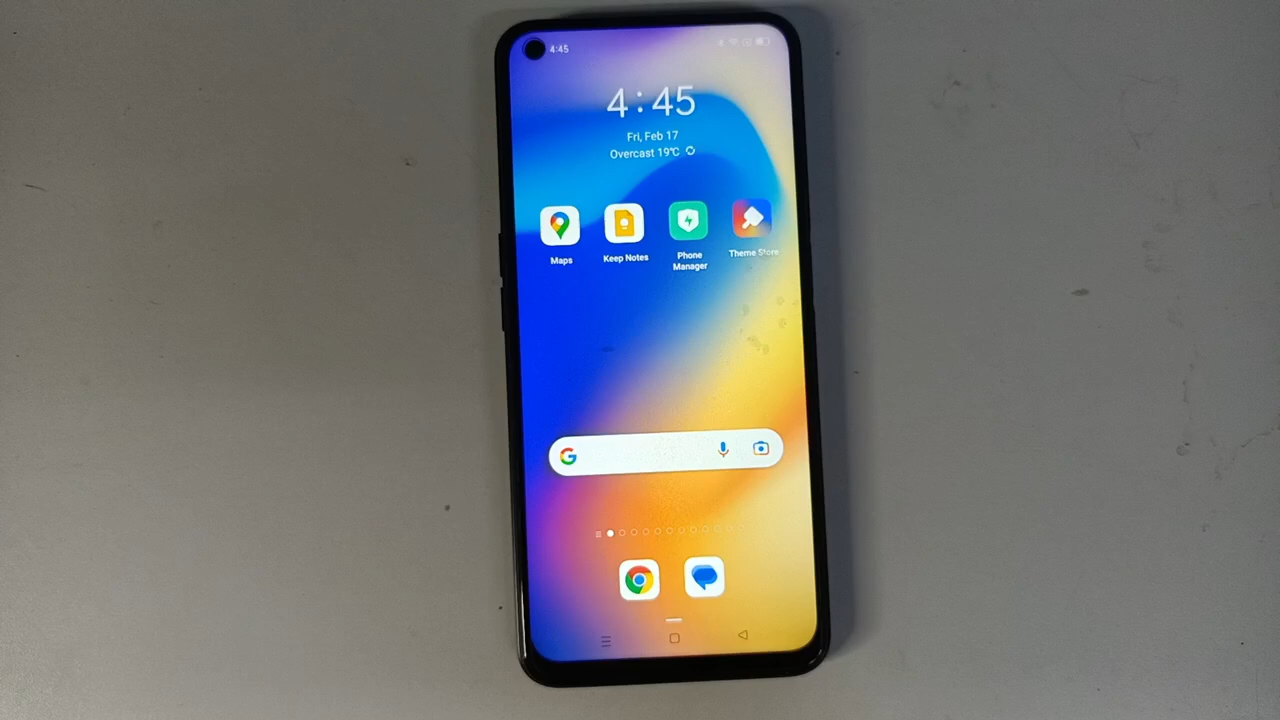 4:45
4:45
Fri, Feb 17
Overcast 19℃
Maps
Keep Notes
Phone
Manager
Theme Store